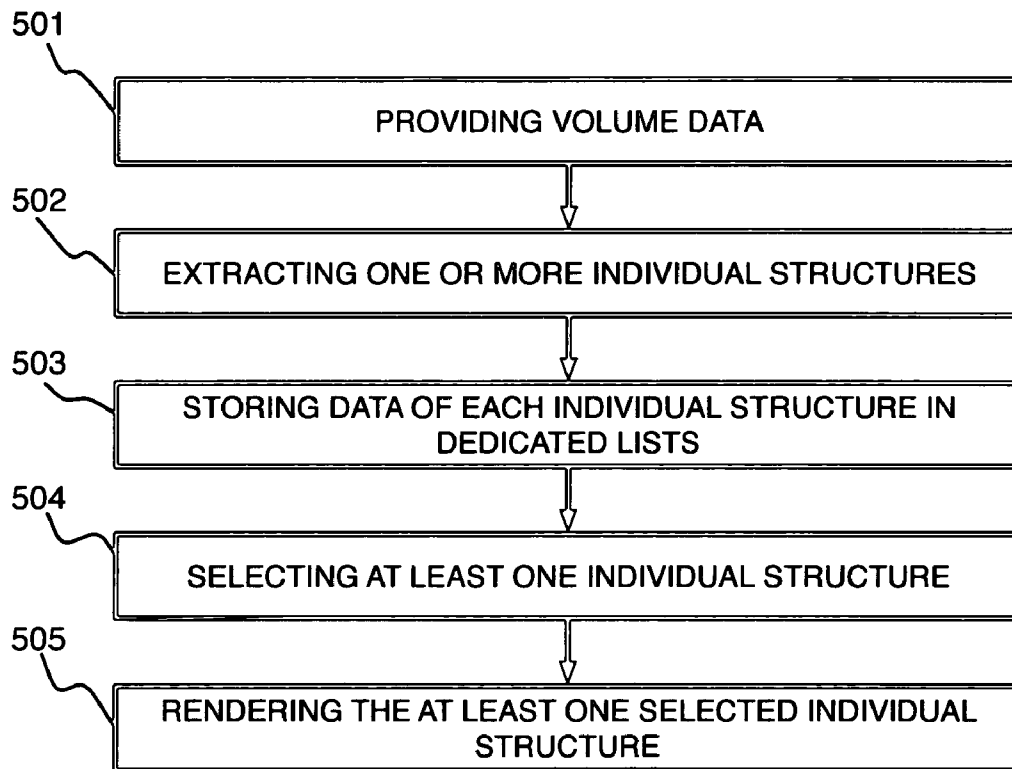 501
PROVIDING VOLUME DATA
502
EXTRACTING ONE OR MORE INDIVIDUAL STRUCTURES
503
STORING DATA OF EACH INDIVIDUAL STRUCTURE IN
DEDICATED LISTS
504
SELECTING AT LEAST ONE INDIVIDUAL STRUCTURE
505
RENDERING THE AT LEAST ONE SELECTED INDIVIDUAL
STRUCTURE